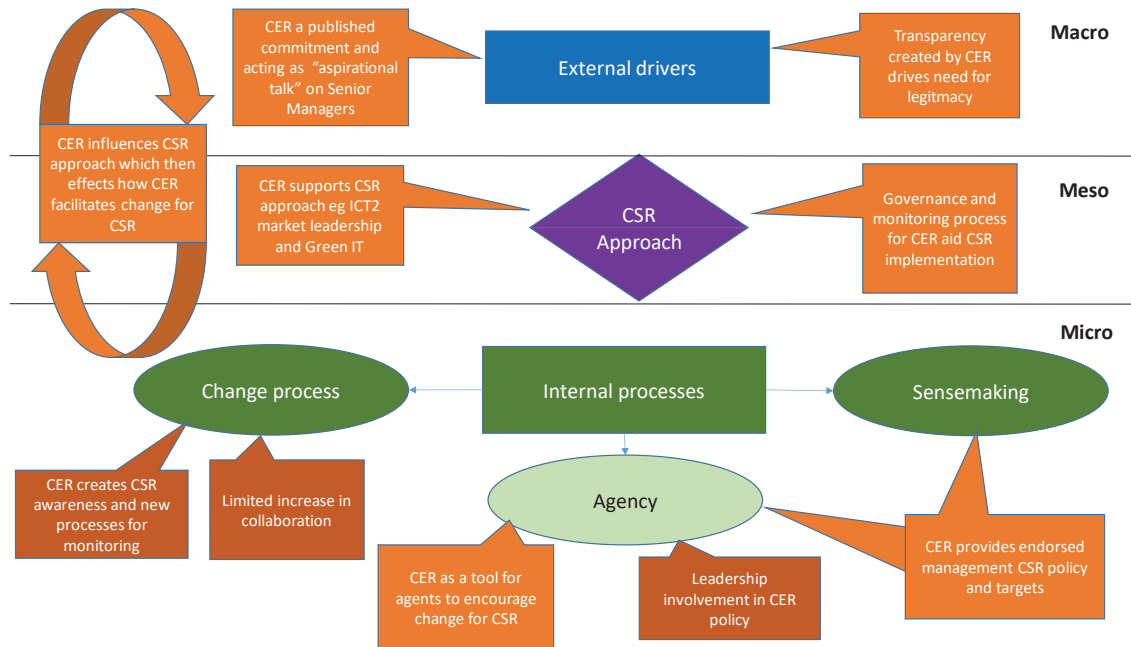 CER a published
commitment and
acting as “aspirational
talk” on Senior
Managers
External drivers
Transparency
created by CER
drives need for
legitmacy
Macro
CER influences CSR
approach which then
effects how CER
facilitates change for
CSR
CER supports CSR
approach eg ICT2
market leadership
and Green IT
CSR
Approach
Governance and
monitoring process
for CER aid CSR
implementation
Meso
Micro
Change process
Internal processes
Sensemaking
CER creates CSR
awareness and new
processes for
monitoring
Limited increase in
collaboration
Agency
CER as a tool for
agents to encourage
change for CSR
Leadership
involvement in CER
policy
CER provides endorsed
management CSR policy
and targets